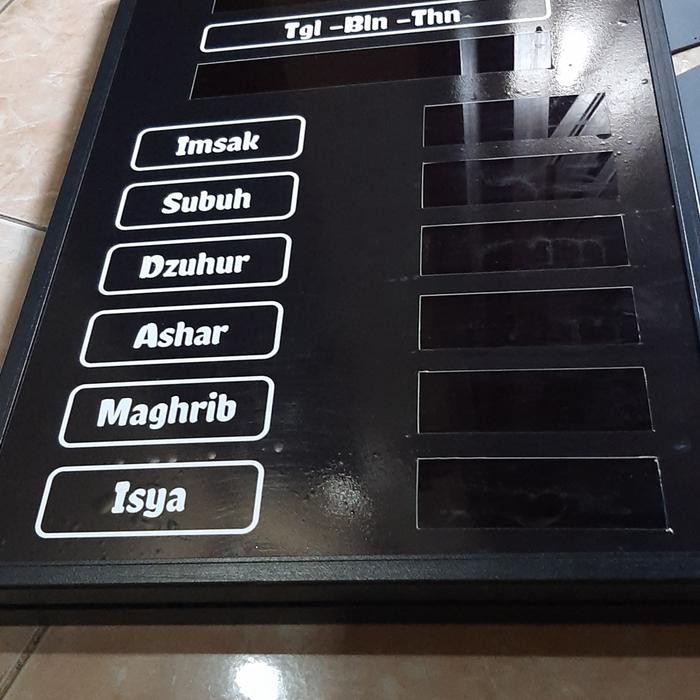 Tgl -Bln -Thn
Imsak
Subuh
Dzuhur
Ashar
Maghrib
Isya